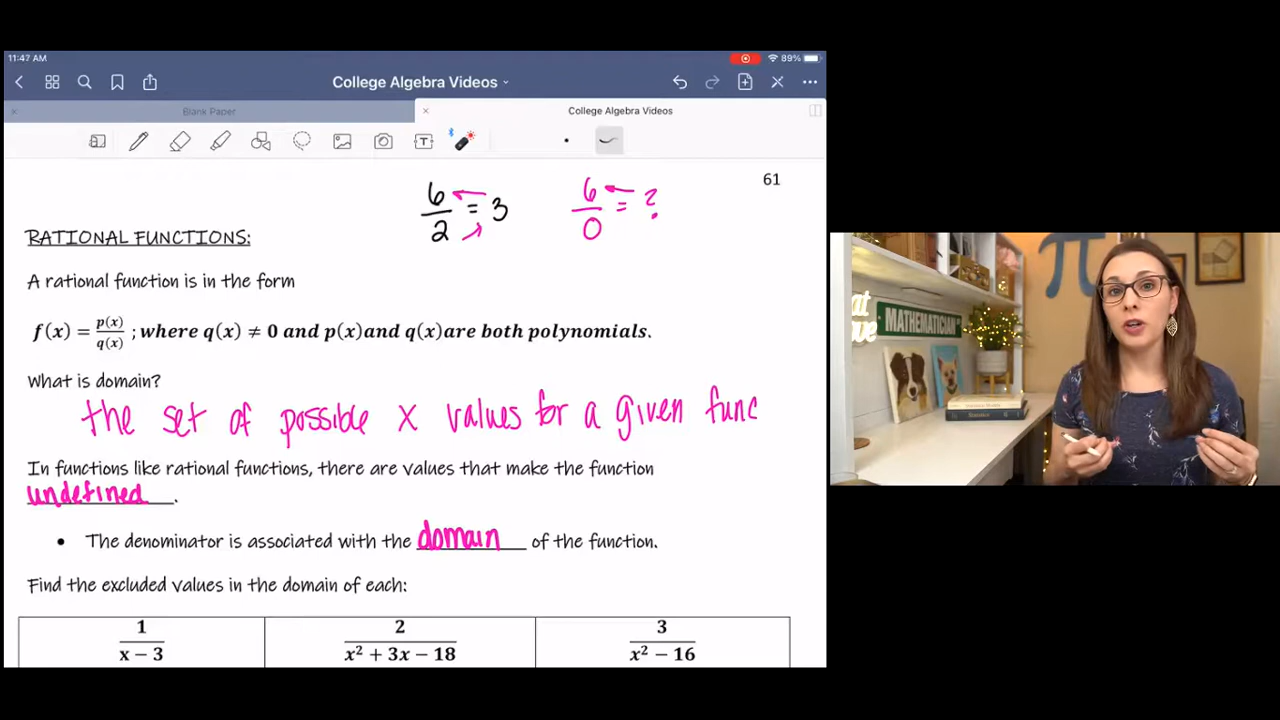 11:47 AM
89%
College Algebra Videos
Blank Paper
College Algebra Videos
61
6/2 = 3
6/0 = ?
RATIONAL FUNCTIONS:
A rational function is in the form
f(x) = p(x)/q(x) ; where q(x) ≠ 0 and p(x)and q(x)are both polynomials.
What is domain?
the set of possible x values for a given func
In functions like rational functions, there are values that make the function
undefined.
• The denominator is associated with the domain of the function.
Find the excluded values in the domain of each:
1/(x − 3)
2/(x² + 3x − 18)
3/(x² − 16)
MATHEMATICIAN